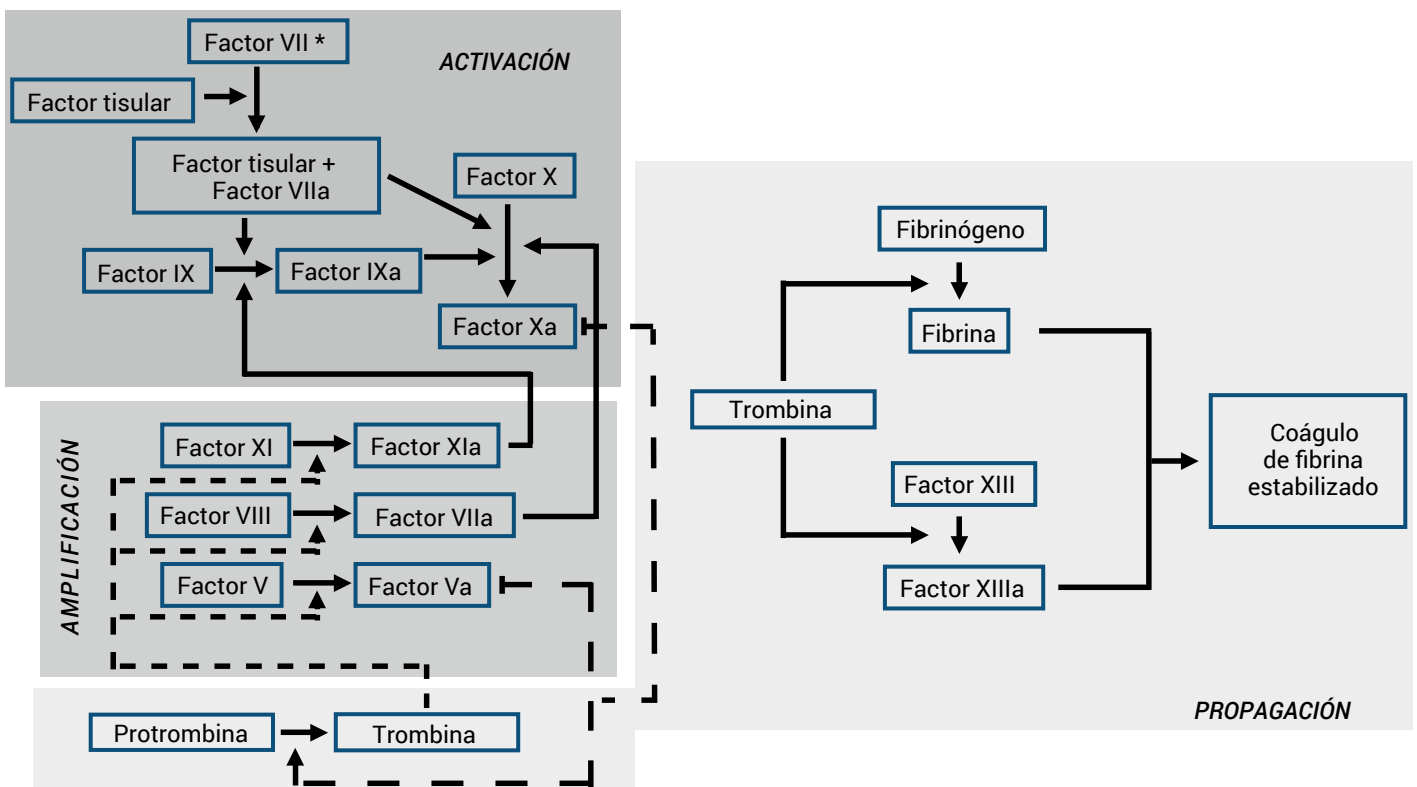 Factor VII *
ACTIVACIÓN
Factor tisular
Factor tisular +
Factor VIIa
Factor X
Factor IX
Factor IXa
Factor Xa
AMPLIFICACIÓN
Factor XI
Factor XIa
Factor VIII
Factor VIIa
Factor V
Factor Va
Protrombina
Trombina
Fibrinógeno
Fibrina
Trombina
Factor XIII
Factor XIIIa
Coágulo
de fibrina
estabilizado
PROPAGACIÓN